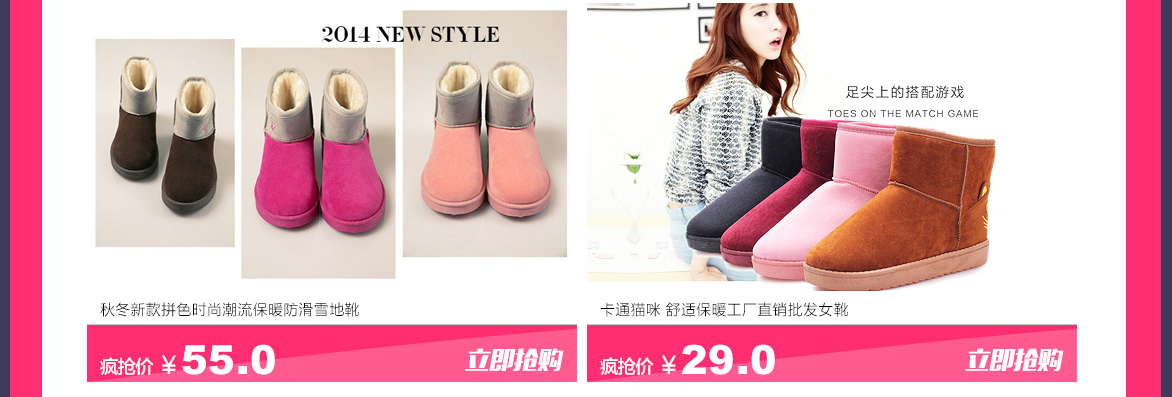 2014 NEW STYLE
足尖上的搭配游戏
TOES ON THE MATCH GAME
秋冬新款拼色时尚潮流保暖防滑雪地靴
疯抢价 ¥55.0 立即抢购
卡通猫咪 舒适保暖工厂直销批发女靴
疯抢价 ¥29.0 立即抢购